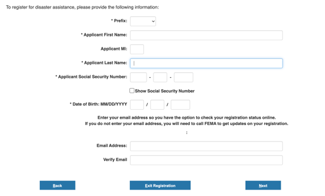 To register for disaster assistance, please provide the following information:
* Prefix:
* Applicant First Name:
Applicant MI:
* Applicant Last Name:
* Applicant Social Security Number:
- -
Show Social Security Number
* Date of Birth: MM/DD/YYYY
/ /
Enter your email address so you have the option to check your registration status online.
If you do not enter your email address, you will need to call FEMA to get updates on your registration.
Email Address:
Verify Email
Back
Exit Registration
Next